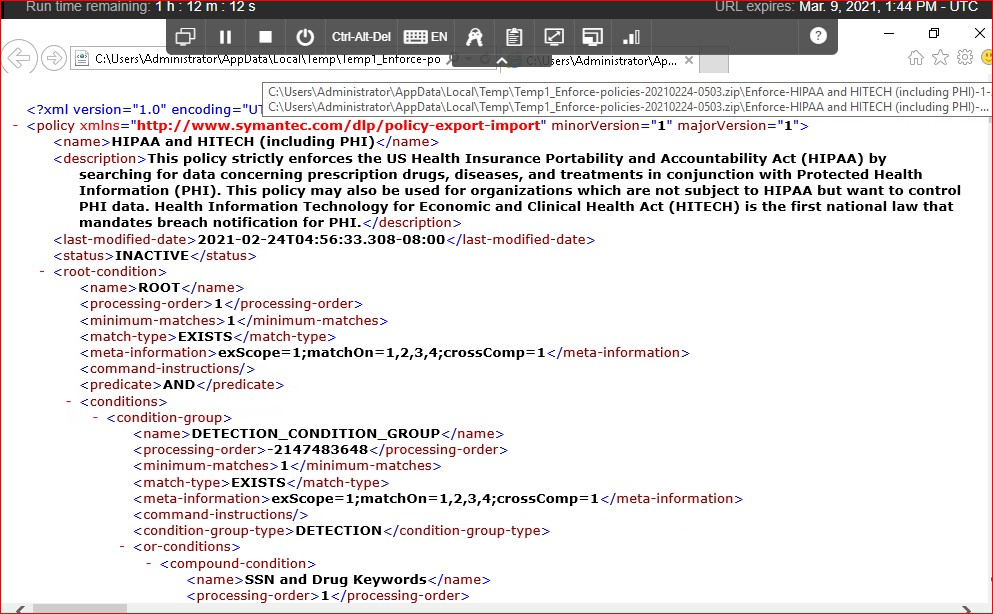 Run time remaining: 1 h : 12 m : 12 s
URL expires: Mar. 9, 2021, 1:44 PM - UTC
Ctrl-Alt-Del EN ?
C:\Users\Administrator\AppData\Local\Temp\Temp1_Enforce-po
C:\Users\Administrator\Ap...
C:\Users\Administrator\AppData\Local\Temp\Temp1_Enforce-policies-20210224-0503.zip\Enforce-HIPAA and HITECH (including PHI)-1-
C:\Users\Administrator\AppData\Local\Temp\Temp1_Enforce-policies-20210224-0503.zip\Enforce-HIPAA and HITECH (including PHI)-...
<?xml version="1.0" encoding="UT
- <policy xmlns="http://www.symantec.com/dlp/policy-export-import" minorVersion="1" majorVersion="1">
<name>HIPAA and HITECH (including PHI)</name>
<description>This policy strictly enforces the US Health Insurance Portability and Accountability Act (HIPAA) by
searching for data concerning prescription drugs, diseases, and treatments in conjunction with Protected Health
Information (PHI). This policy may also be used for organizations which are not subject to HIPAA but want to control
PHI data. Health Information Technology for Economic and Clinical Health Act (HITECH) is the first national law that
mandates breach notification for PHI.</description>
<last-modified-date>2021-02-24T04:56:33.308-08:00</last-modified-date>
<status>INACTIVE</status>
- <root-condition>
<name>ROOT</name>
<processing-order>1</processing-order>
<minimum-matches>1</minimum-matches>
<match-type>EXISTS</match-type>
<meta-information>exScope=1;matchOn=1,2,3,4;crossComp=1</meta-information>
<command-instructions/>
<predicate>AND</predicate>
- <conditions>
- <condition-group>
<name>DETECTION_CONDITION_GROUP</name>
<processing-order>-2147483648</processing-order>
<minimum-matches>1</minimum-matches>
<match-type>EXISTS</match-type>
<meta-information>exScope=1;matchOn=1,2,3,4;crossComp=1</meta-information>
<command-instructions/>
<condition-group-type>DETECTION</condition-group-type>
- <or-conditions>
- <compound-condition>
<name>SSN and Drug Keywords</name>
<processing-order>1</processing-order>